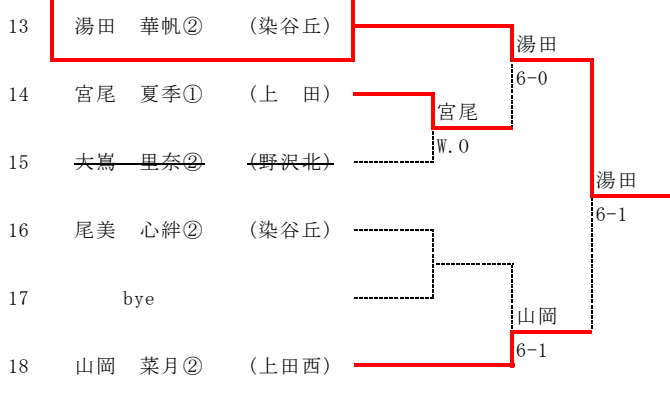 13 湯田 華帆② (染谷丘)
湯田
6-0
14 宮尾 夏季① (上 田)
宮尾
W.O
15 大嶌 里奈② (野沢北)
湯田
6-1
16 尾美 心絆② (染谷丘)
17 bye
山岡
6-1
18 山岡 菜月② (上田西)